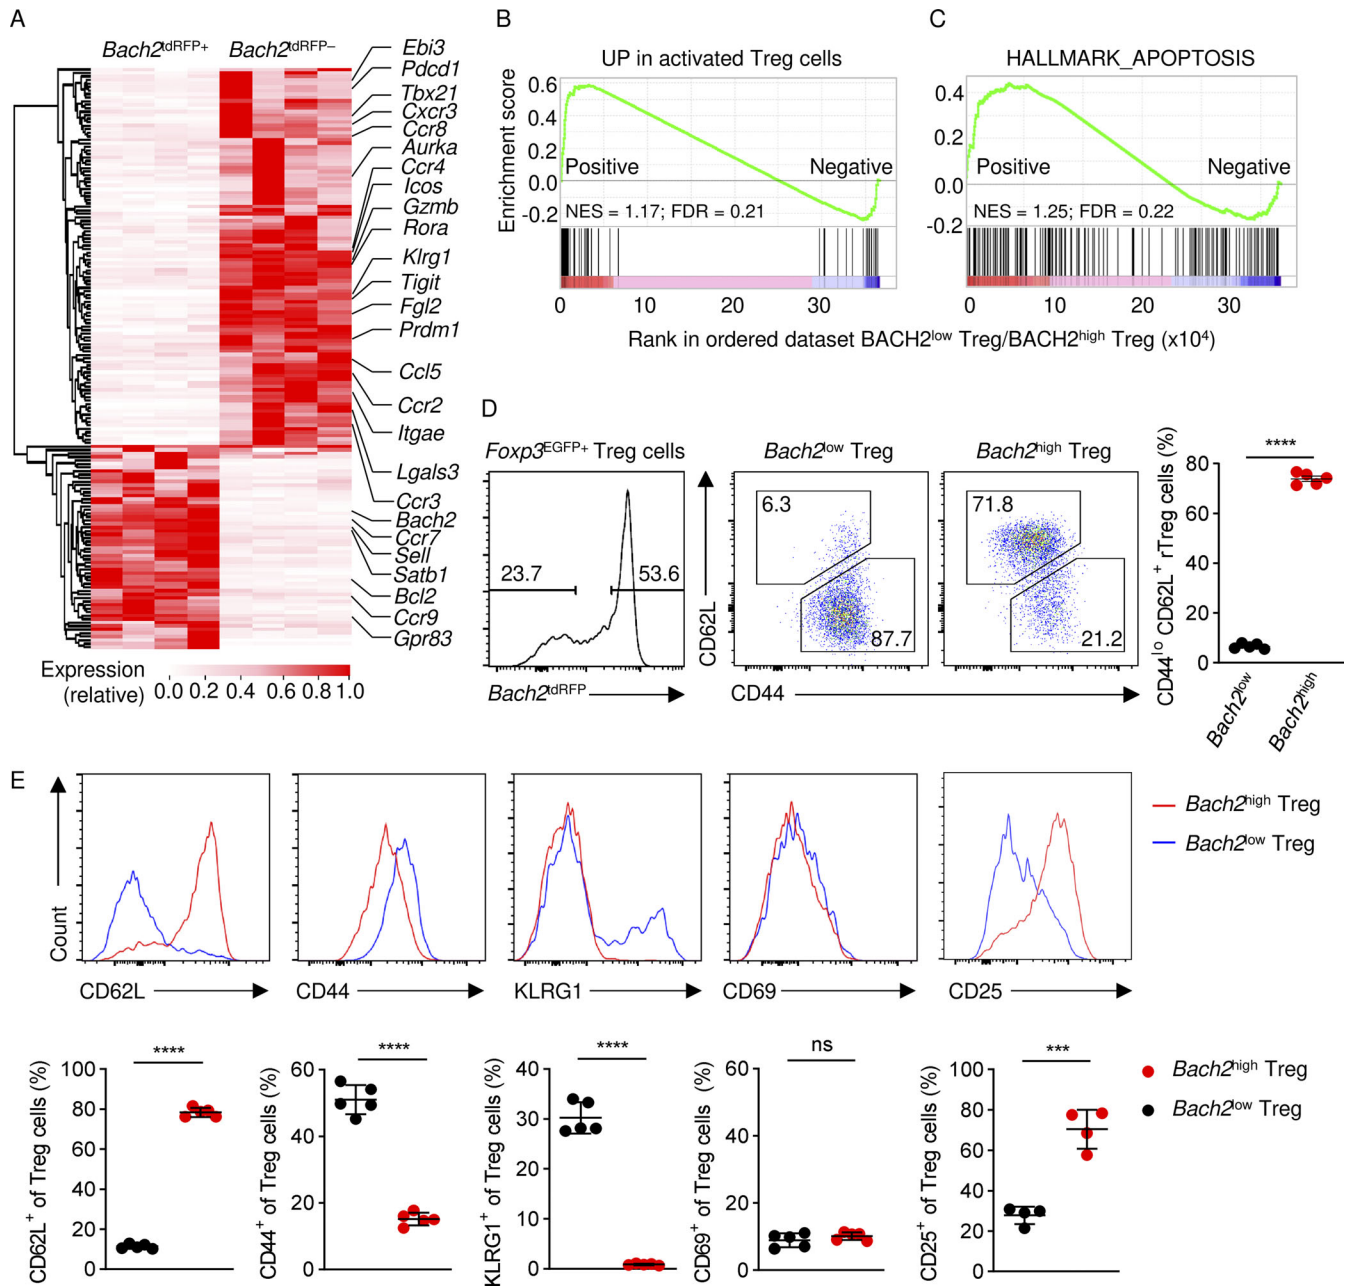 A
Bach2tdRFP+ Bach2tdRFP–
Ebi3
Pdcd1
Tbx21
Cxcr3
Ccr8
Aurka
Ccr4
Icos
Gzmb
Rora
Klrg1
Tigit
Fgl2
Prdm1
Ccl5
Ccr2
Itgae
Lgals3
Ccr3
Bach2
Ccr7
Sell
Satb1
Bcl2
Ccr9
Gpr83
Expression
(relative)
0.0 0.2 0.4 0.6 0.8 1.0
B
UP in activated Treg cells
Enrichment score
0.6
0.4
0.2
0.0
-0.2
Positive Negative
NES = 1.17; FDR = 0.21
0 10 20 30
C
HALLMARK_APOPTOSIS
0.4
0.2
0.0
-0.2
Positive Negative
NES = 1.25; FDR = 0.22
0 10 20 30
Rank in ordered dataset BACH2low Treg/BACH2high Treg (x10⁴)
D
Foxp3EGFP+ Treg cells
23.7 53.6
Bach2tdRFP
Bach2low Treg
6.3
87.7
Bach2high Treg
71.8
21.2
CD62L
CD44
CD44lo CD62L+ rTreg cells (%)
****
80
60
40
20
0
Bach2low
Bach2high
E
Count
CD62L
CD44
KLRG1
CD69
CD25
Bach2high Treg
Bach2low Treg
CD62L+ of Treg cells (%)
****
100
80
60
40
20
0
CD44+ of Treg cells (%)
****
60
40
20
0
KLRG1+ of Treg cells (%)
****
40
30
20
10
0
CD69+ of Treg cells (%)
ns
60
40
20
0
CD25+ of Treg cells (%)
***
100
80
60
40
20
0
Bach2high Treg
Bach2low Treg